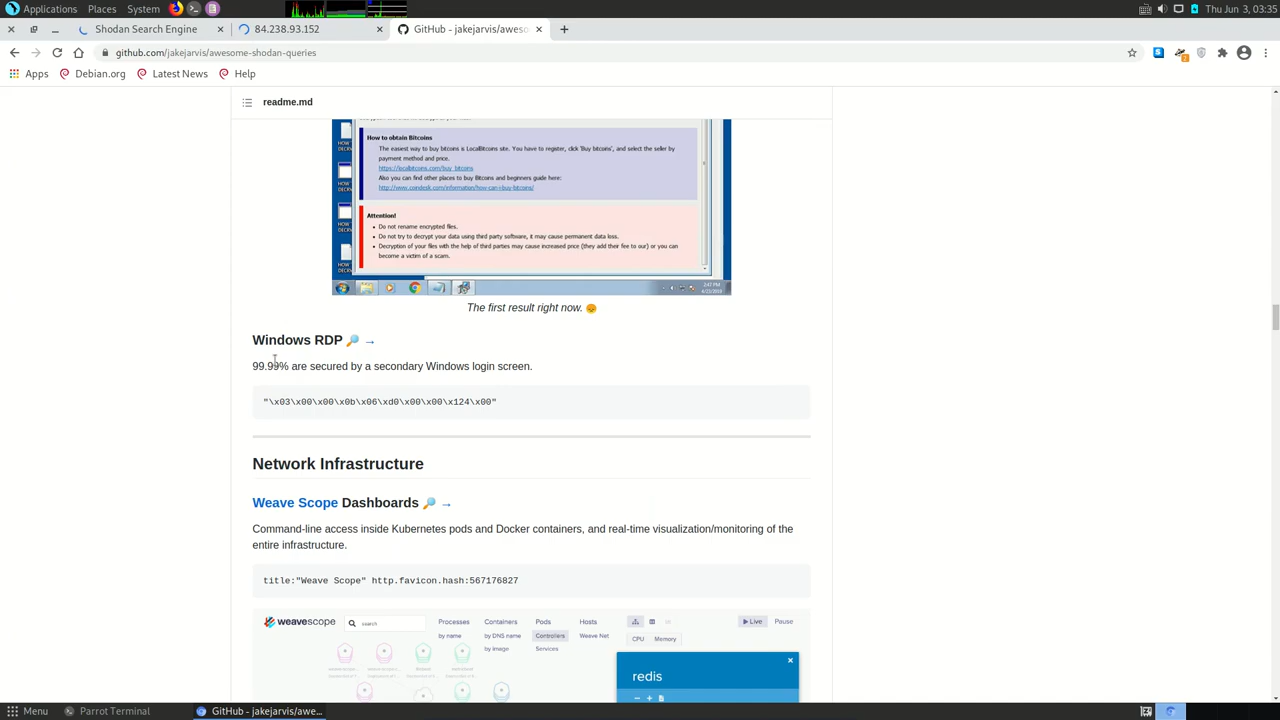 Applications Places System Thu Jun 3, 03:35
Shodan Search Engine 84.238.93.152 GitHub - jakejarvis/aweso
github.com/jakejarvis/awesome-shodan-queries
Apps Debian.org Latest News Help
readme.md
How to obtain Bitcoins
The easiest way to buy bitcoins is LocalBitcoins site. You have to register, click 'Buy bitcoins', and select the seller by
payment method and price.
https://localbitcoins.com/buy_bitcoins
Also you can find other places to buy Bitcoins and beginners guide here:
http://www.coindesk.com/information/how-can-i-buy-bitcoins/
Attention!
• Do not rename encrypted files.
• Do not try to decrypt your data using third party software, it may cause permanent data loss.
• Decryption of your files with the help of third parties may cause increased price (they add their fee to our) or you can
become a victim of a scam.
2:47 PM
The first result right now. 😞
Windows RDP 🔎 →
99.99% are secured by a secondary Windows login screen.
"\x03\x00\x00\x0b\x06\xd0\x00\x00\x124\x00"
Network Infrastructure
Weave Scope Dashboards 🔎 →
Command-line access inside Kubernetes pods and Docker containers, and real-time visualization/monitoring of the
entire infrastructure.
title:"Weave Scope" http.favicon.hash:567176827
weavescope search Processes Containers Pods Hosts Live Pause
by name by DNS name Controllers Weave Net CPU Memory
by image Services
redis
Menu Parrot Terminal GitHub - jakejarvis/awe...